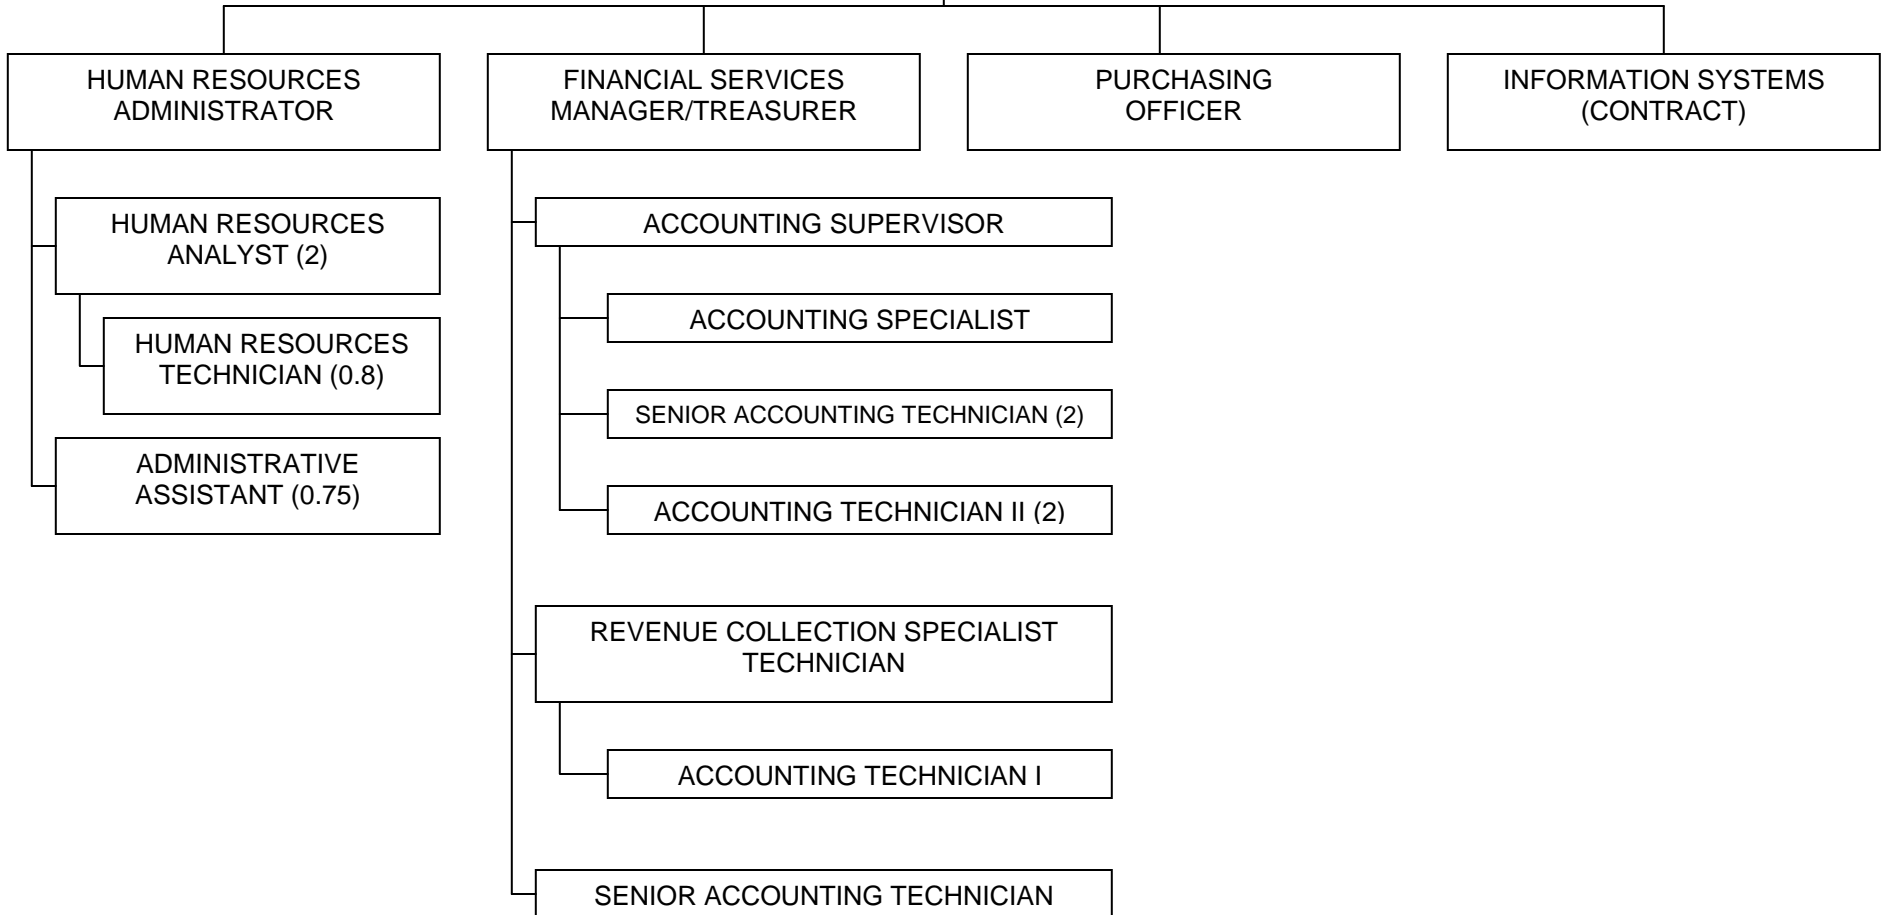 HUMAN RESOURCES
ADMINISTRATOR
FINANCIAL SERVICES
MANAGER/TREASURER
PURCHASING
OFFICER
INFORMATION SYSTEMS
(CONTRACT)
HUMAN RESOURCES
ANALYST (2)
HUMAN RESOURCES
TECHNICIAN (0.8)
ADMINISTRATIVE
ASSISTANT (0.75)
ACCOUNTING SUPERVISOR
ACCOUNTING SPECIALIST
SENIOR ACCOUNTING TECHNICIAN (2)
ACCOUNTING TECHNICIAN II (2)
REVENUE COLLECTION SPECIALIST
TECHNICIAN
ACCOUNTING TECHNICIAN I
SENIOR ACCOUNTING TECHNICIAN